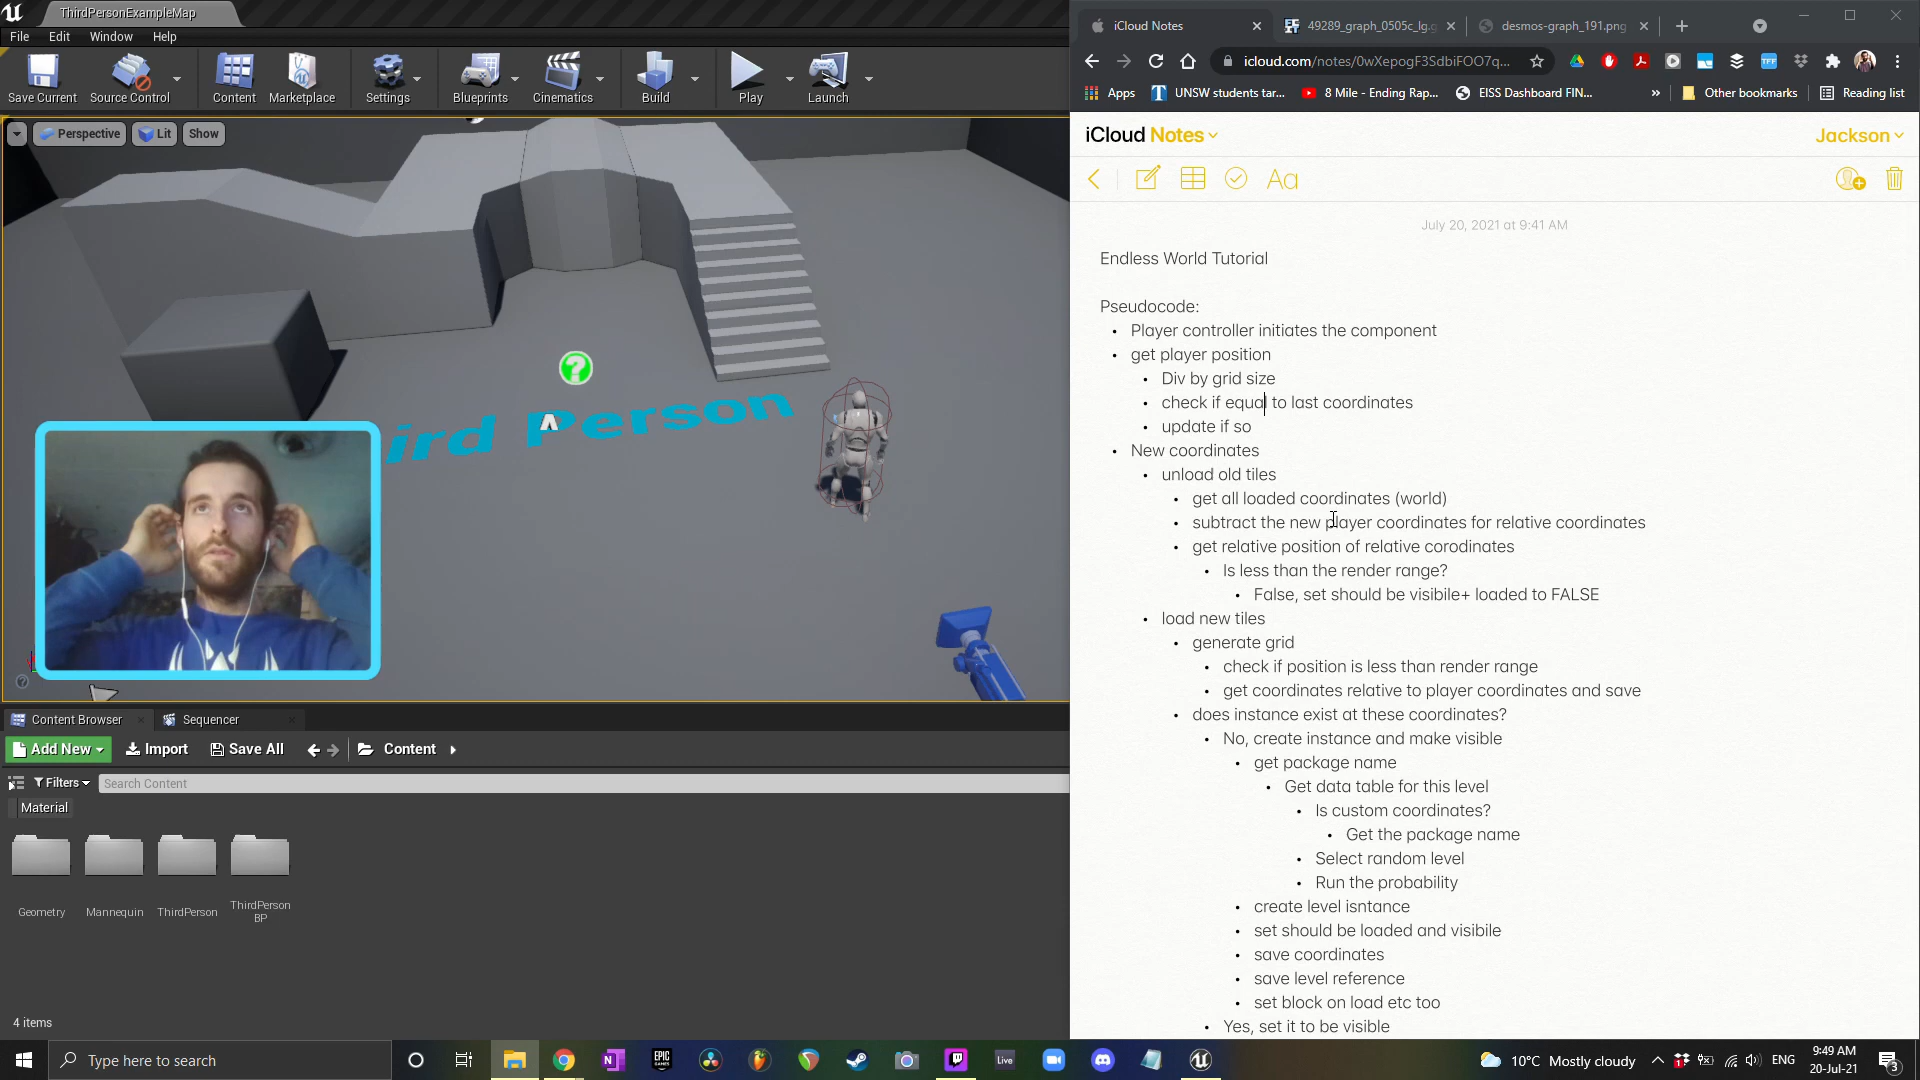 ThirdPersonExampleMap
File Edit Window Help
Save Current
Source Control
Content
Marketplace
Settings
Blueprints
Cinematics
Build
Play
Launch
Perspective
Lit
Show
ird Person
Content Browser
Sequencer
Add New
Import
Save All
Content
Filters
Search Content
Material
Geometry
Mannequin
ThirdPerson
ThirdPerson
BP
4 items
iCloud Notes
49289_graph_0505c_lg.g
desmos-graph_191.png
icloud.com/notes/0wXepogF3SdbiFOO7q...
Apps
UNSW students tar...
8 Mile - Ending Rap...
EISS Dashboard FIN...
»
Other bookmarks
Reading list
iCloud Notes
Jackson
Aa
July 20, 2021 at 9:41 AM
Endless World Tutorial
Pseudocode:
• Player controller initiates the component
• get player position
• Div by grid size
• check if equal to last coordinates
• update if so
• New coordinates
• unload old tiles
• get all loaded coordinates (world)
• subtract the new player coordinates for relative coordinates
• get relative position of relative corodinates
• Is less than the render range?
• False, set should be visibile+ loaded to FALSE
• load new tiles
• generate grid
• check if position is less than render range
• get coordinates relative to player coordinates and save
• does instance exist at these coordinates?
• No, create instance and make visible
• get package name
• Get data table for this level
• Is custom coordinates?
• Get the package name
• Select random level
• Run the probability
• create level isntance
• set should be loaded and visibile
• save coordinates
• save level reference
• set block on load etc too
• Yes, set it to be visible
Type here to search
EPIC
GAMES
Live
10°C Mostly cloudy
ENG
9:49 AM
20-Jul-21
3